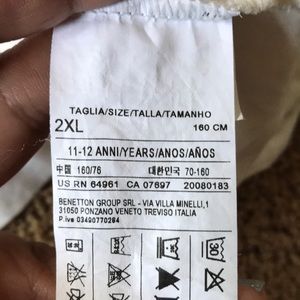 TAGLIA/SIZE/TALLA/TAMANHO
2XL 160 CM
11-12 ANNI/YEARS/ANOS/AÑOS
中国 160/76 대한민국 70-160
US RN 64961 CA 07697 20080183
BENETTON GROUP SRL - VIA VILLA MINELLI,1
31050 PONZANO VENETO TREVISO ITALIA
P.iva 03490770264